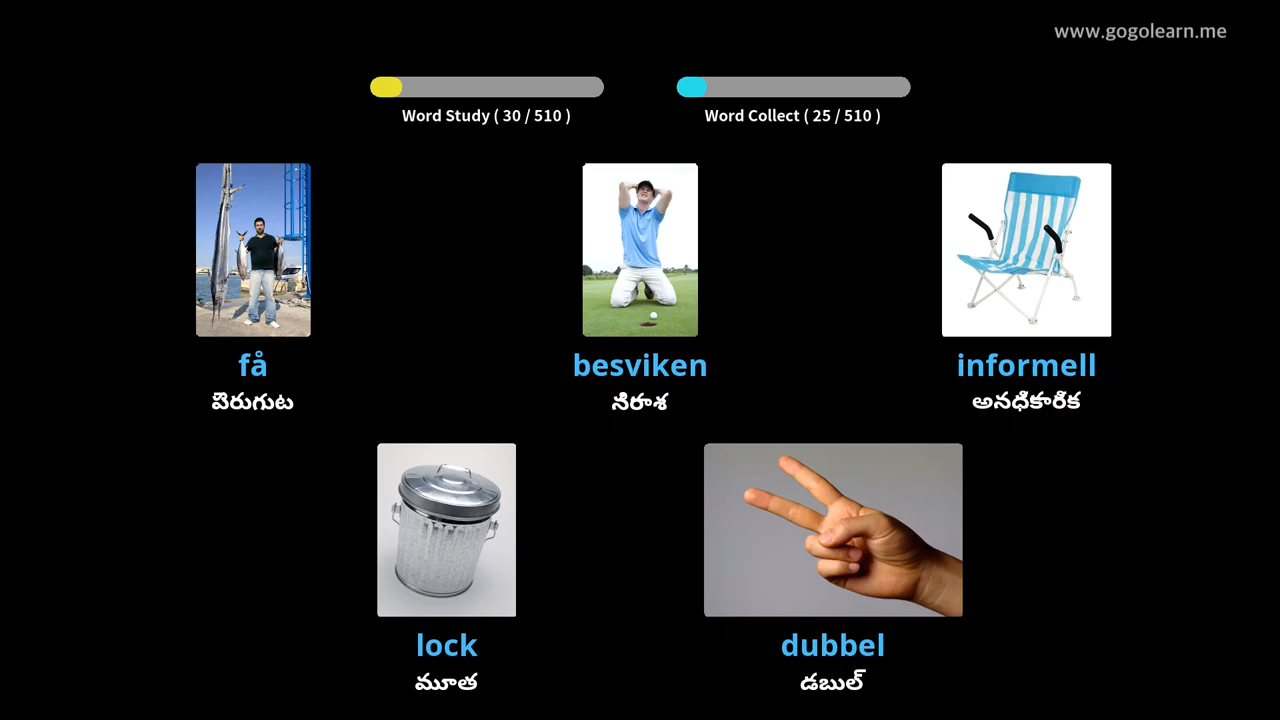 www.gogolearn.me
Word Study ( 30 / 510 )
Word Collect ( 25 / 510 )
få
పెరుగుట
besviken
నిరాశ
informell
అనధికారిక
lock
మూత
dubbel
డబుల్